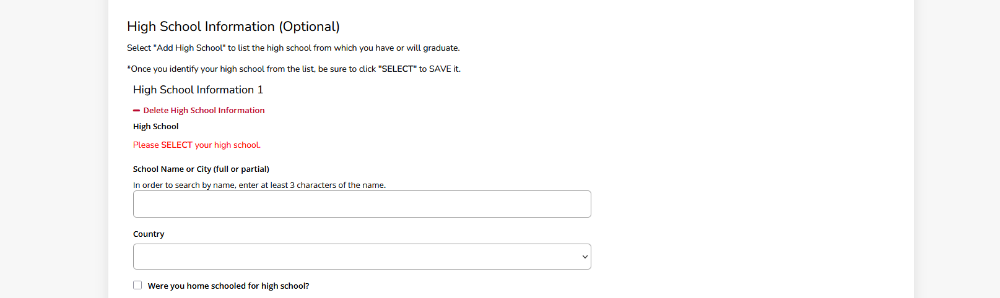 High School Information (Optional)
Select "Add High School" to list the high school from which you have or will graduate.
*Once you identify your high school from the list, be sure to click "SELECT" to SAVE it.
High School Information 1
Delete High School Information
High School
Please SELECT your high school.
School Name or City (full or partial)
In order to search by name, enter at least 3 characters of the name.
Country
Were you home schooled for high school?